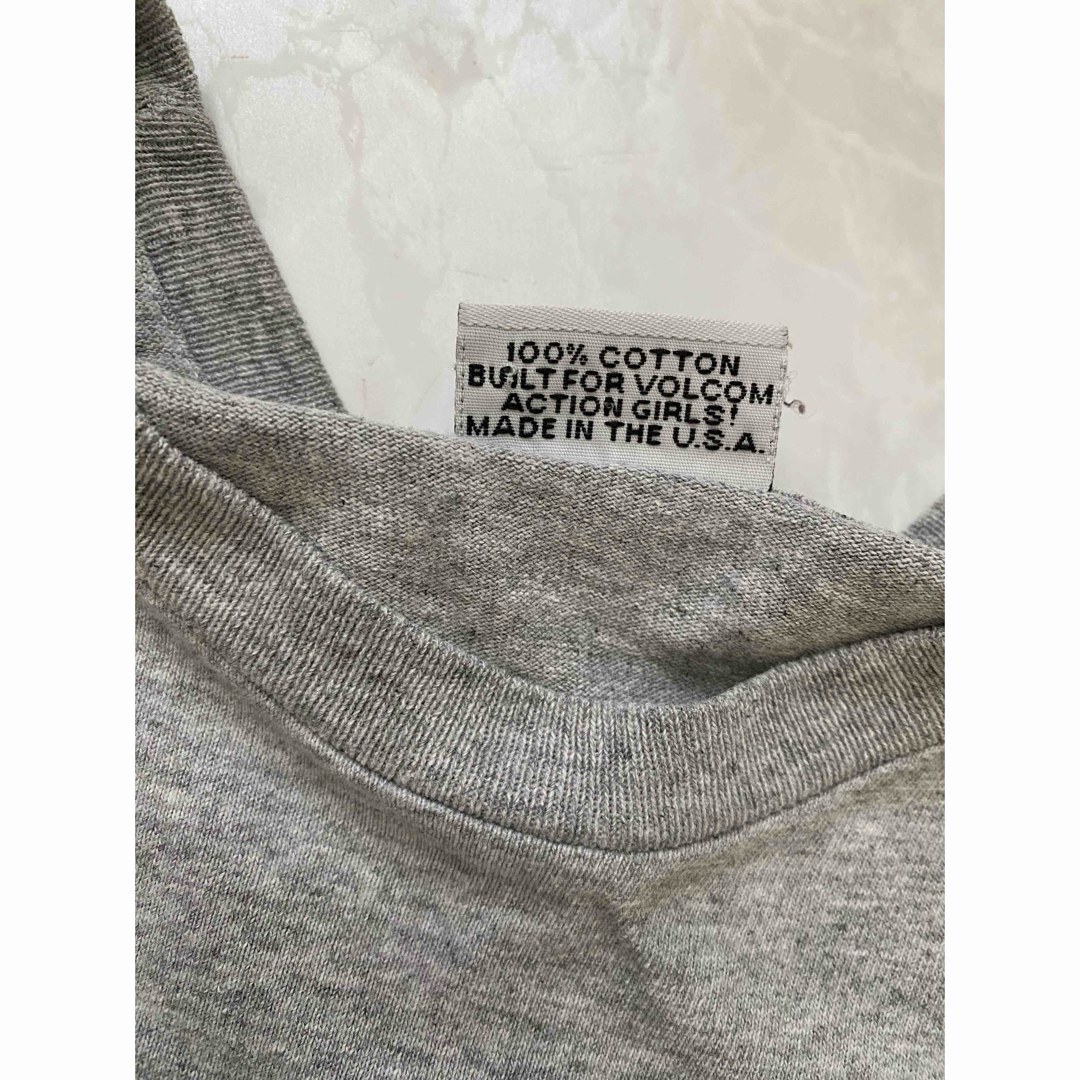 100% COTTON
BUILT FOR VOLCOM
ACTION GIRLS!
MADE IN THE U.S.A.